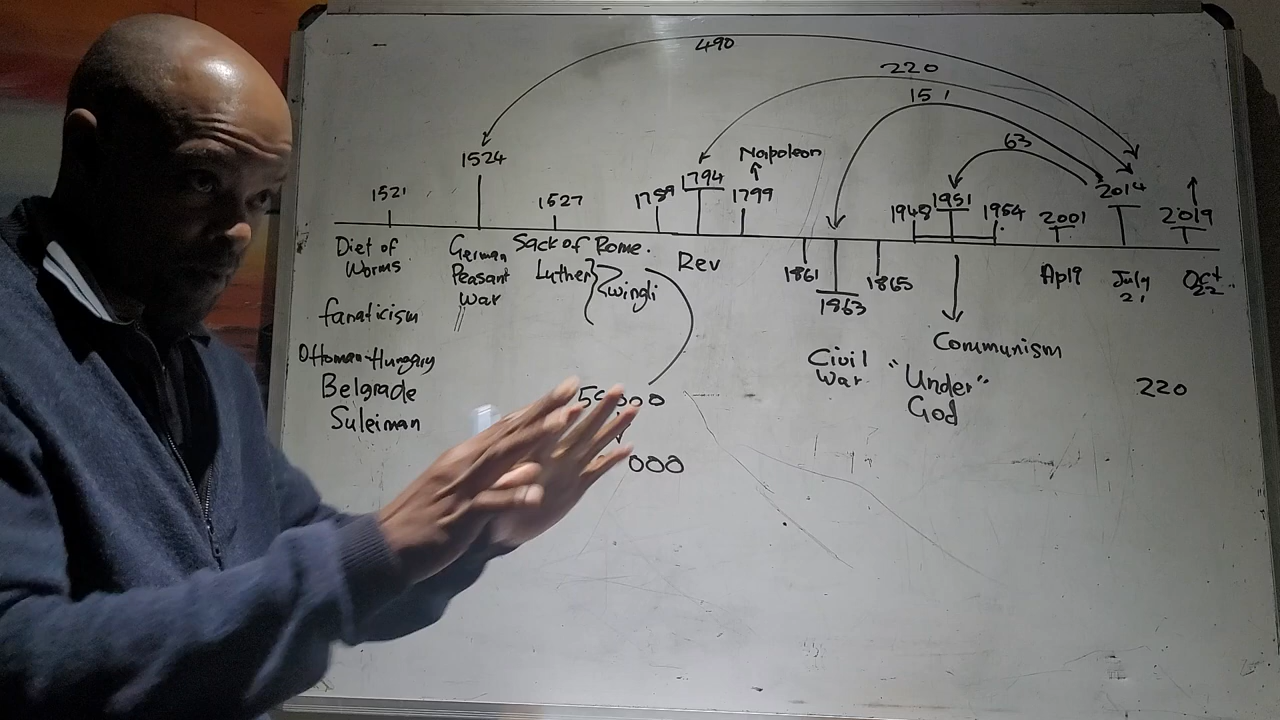 490
220
151
63
1524
1794
Napoleon
2014
1521
1527
1789
1799
1948
1951
1954
2001
2019
Diet of
Worms
German
Peasant
War
Sack of Rome.
Luther
Zwingli
Rev
1861
1863
1865
Civil
War
Communism
"Under"
God
Ap19
July
21
Oct
22
220
fanaticism
Ottoman-Hungary
Belgrade
Suleiman
000